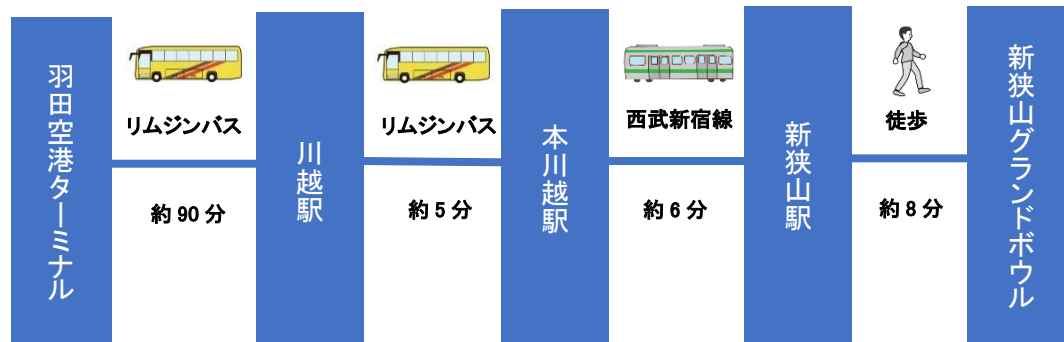 羽田空港ターミナル
リムジンバス
約 90 分
川越駅
リムジンバス
約 5 分
本川越駅
西武新宿線
約 6 分
新狭山駅
徒歩
約 8 分
新狭山グランドボウル